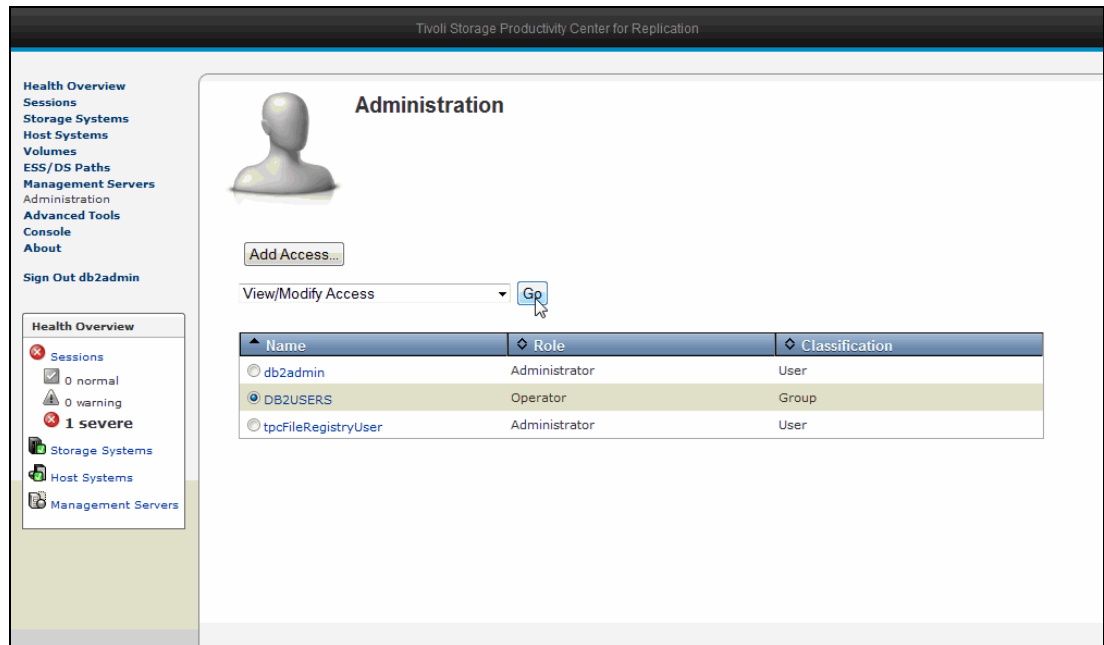 Tivoli Storage Productivity Center for Replication
Health Overview
Sessions
Storage Systems
Host Systems
Volumes
ESS/DS Paths
Management Servers
Administration
Advanced Tools
Console
About
Sign Out db2admin
Health Overview
Sessions
0 normal
0 warning
1 severe
Storage Systems
Host Systems
Management Servers
Administration
Add Access...
View/Modify Access Go
Name Role Classification
db2admin Administrator User
DB2USERS Operator Group
tpcFileRegistryUser Administrator User